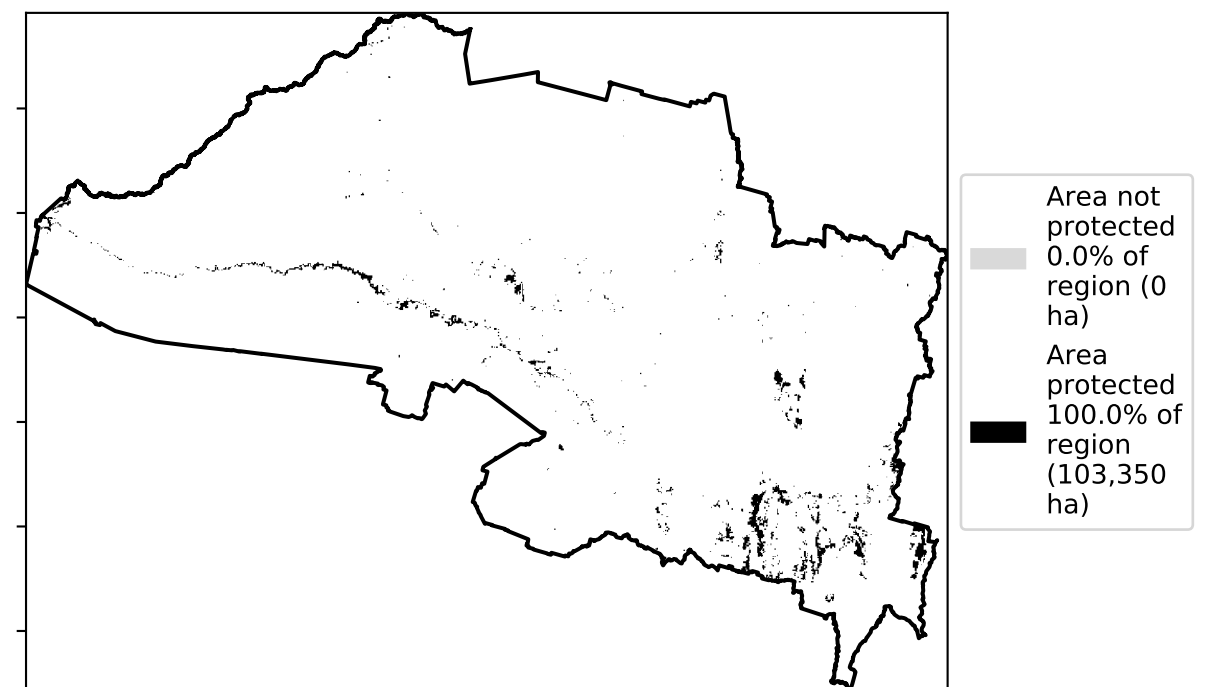 Area not
protected
0.0% of
region (0
ha)
Area
protected
100.0% of
region
(103,350
ha)